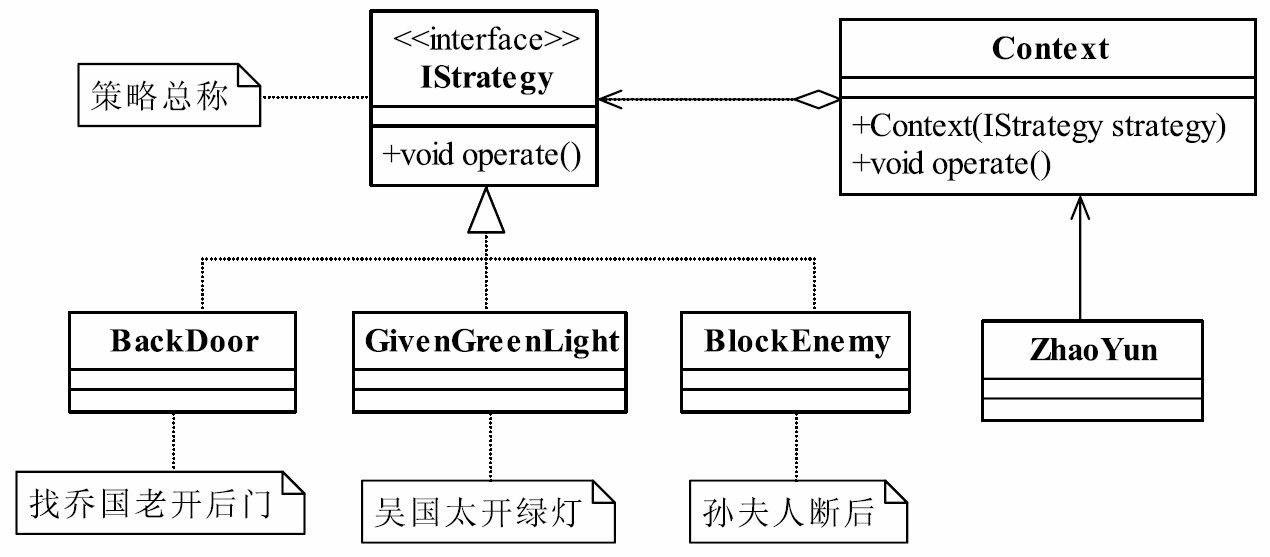 <<interface>>
IStrategy
+void operate()
策略总称
Context
+Context(IStrategy strategy)
+void operate()
BackDoor
GivenGreenLight
BlockEnemy
ZhaoYun
找乔国老开后门
吴国太开绿灯
孙夫人断后